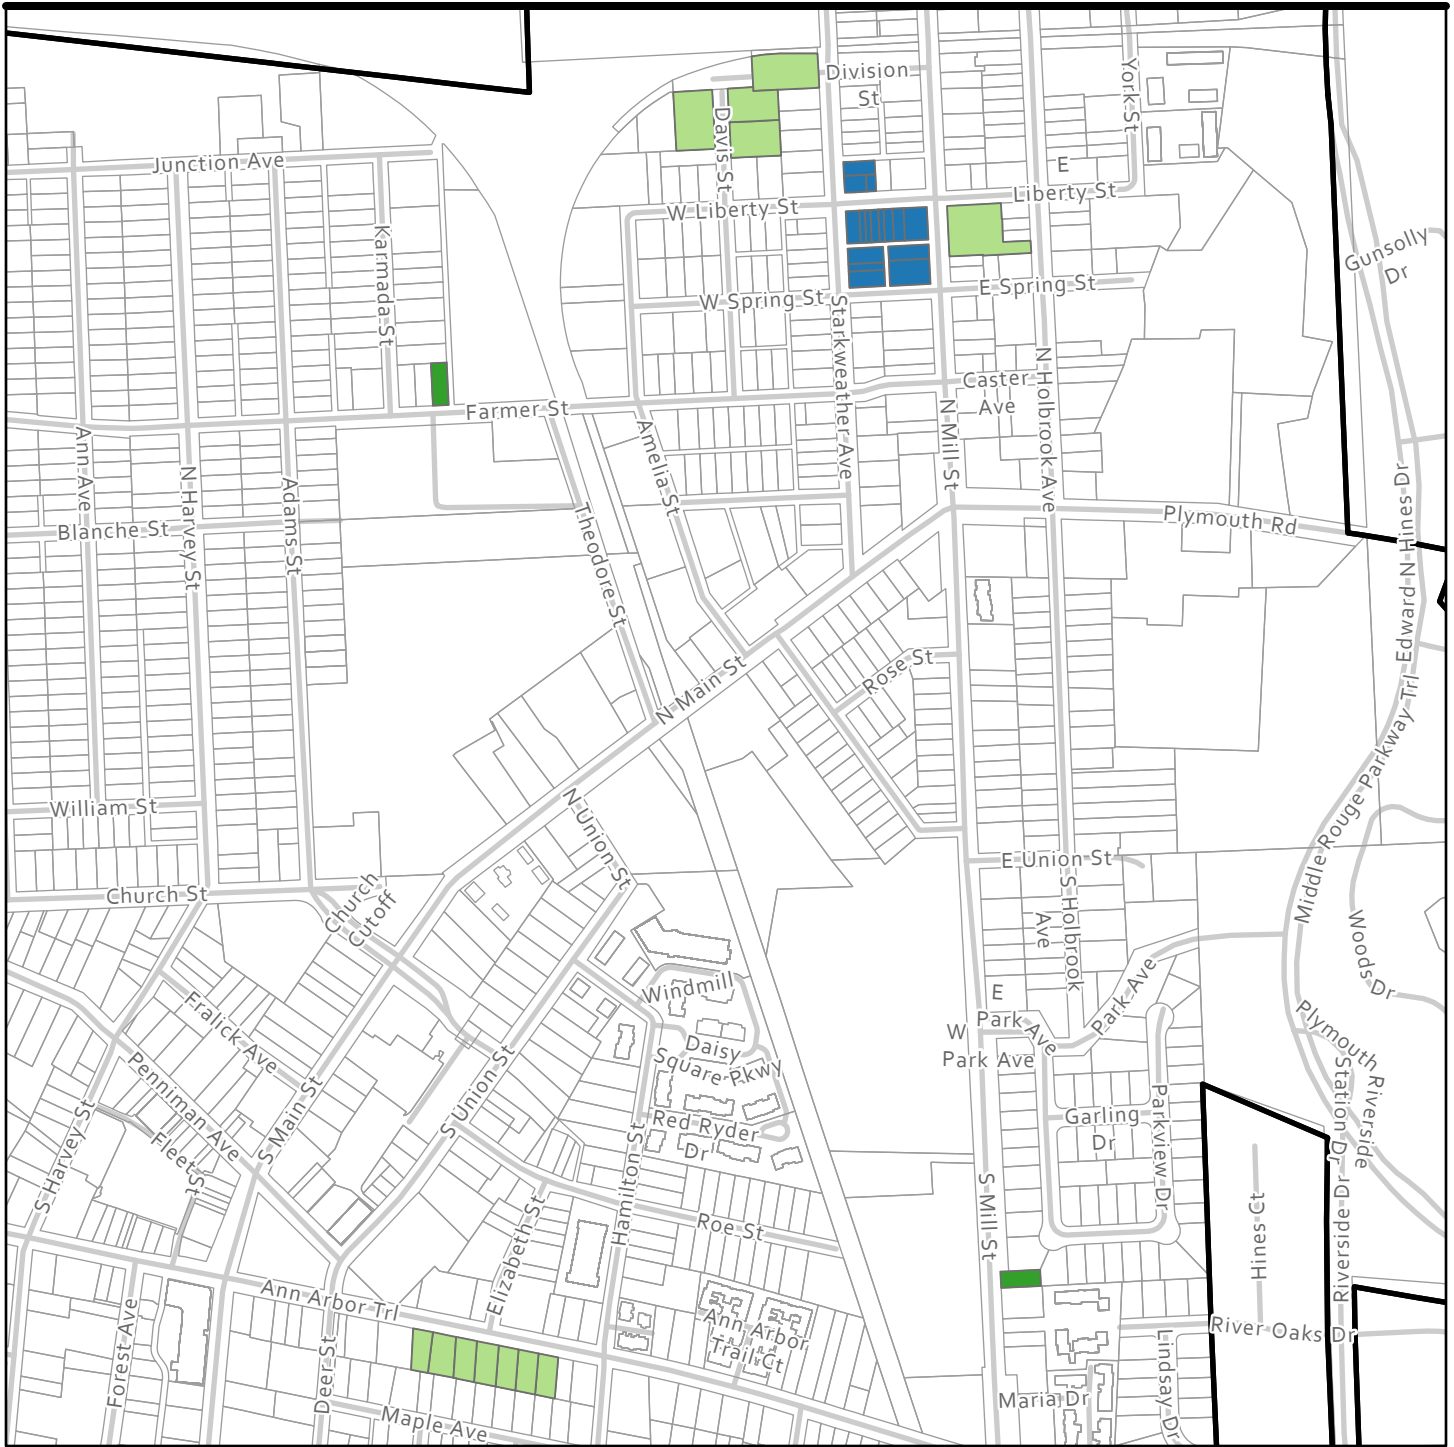 Division
St
York St
Davis St
Junction Ave
E
Liberty St
W Liberty St
Karmada St
Gunsolly
Dr
W Spring St
E Spring St
Starkweather Ave
N Holbrook Ave
Caster
Ave
Farmer St
N Mill St
Amelia St
Ann Ave
N Harvey St
Adams St
Blanche St
Theodore St
Plymouth Rd
Edward N Hines Dr
Rose St
N Main St
Middle Rouge Parkway Trl
William St
N Union St
E Union St
Church St
Church
Cutoff
S Holbrook
Ave
Woods Dr
Windmill
E
Park Ave
Park Ave
W
Park Ave
Fralick Ave
Daisy
Square Pkwy
Plymouth Riverside
Station Dr
Penniman Ave
S Main St
S Union St
Red Ryder
Dr
Garling
Dr
Parkview Dr
Fleet St
S Harvey St
Hamilton St
Elizabeth St
Roe St
S Mill St
Hines Ct
Riverside Dr
Ann Arbor Trl
Ann Arbor
Trail Ct
River Oaks Dr
Forest Ave
Deer St
Maple Ave
Maria Dr
Lindsay Dr